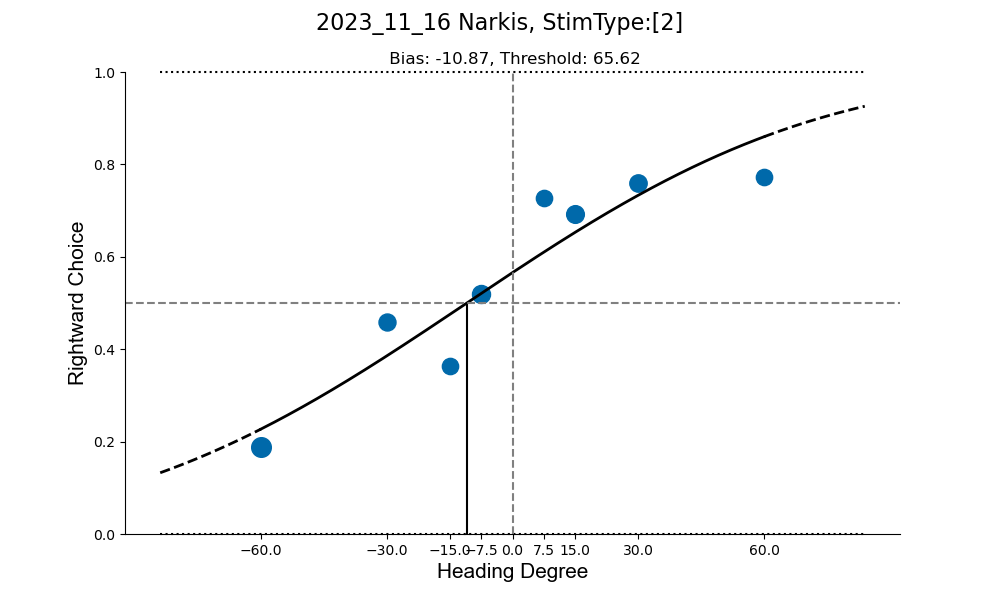 2023_11_16 Narkis, StimType:[2]
Bias: -10.87, Threshold: 65.62
1.0
0.8
0.6
0.4
0.2
0.0
Rightward Choice
−60.0 −30.0 −15.0 −7.5 0.0 7.5 15.0 30.0 60.0
Heading Degree